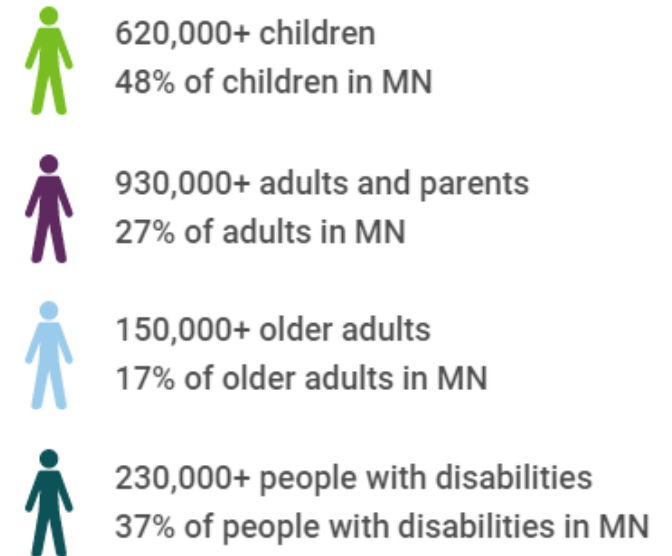 620,000+ children
48% of children in MN
930,000+ adults and parents
27% of adults in MN
150,000+ older adults
17% of older adults in MN
230,000+ people with disabilities
37% of people with disabilities in MN